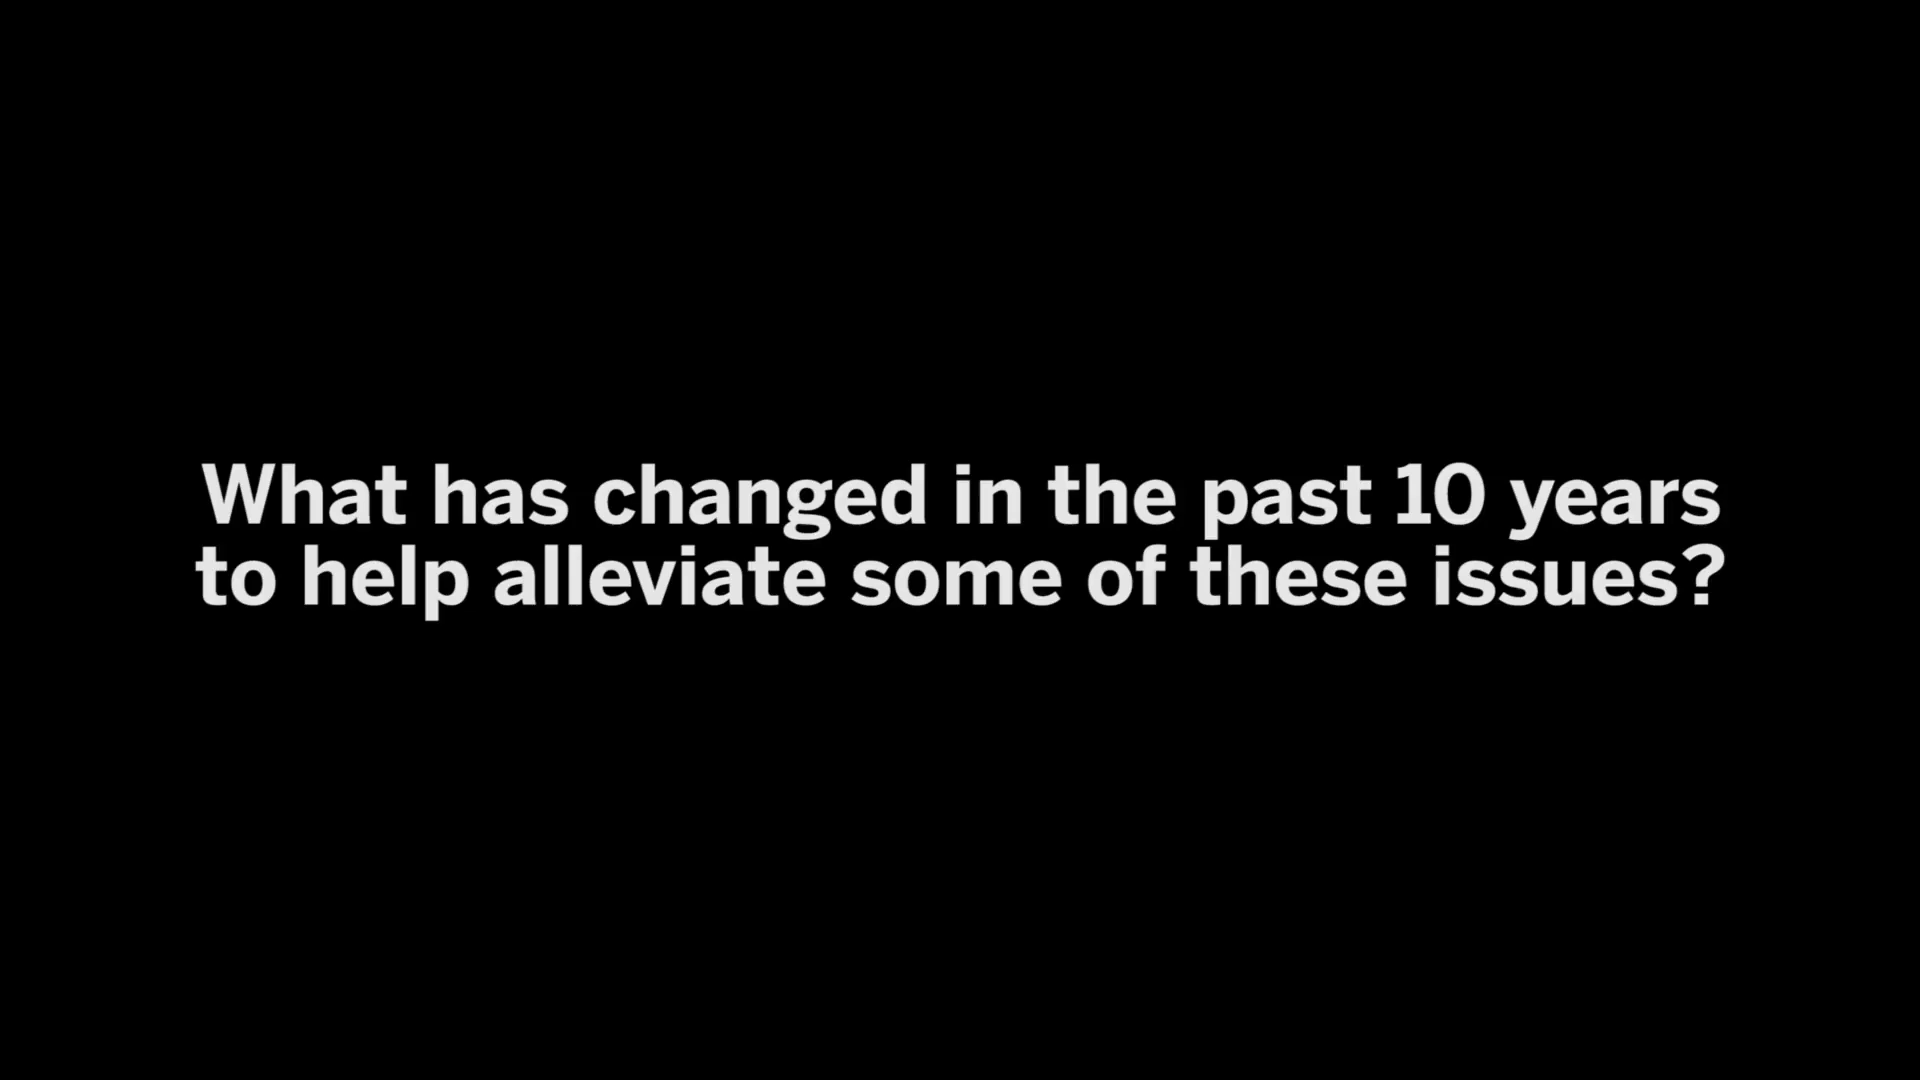 What has changed in the past 10 years
to help alleviate some of these issues?